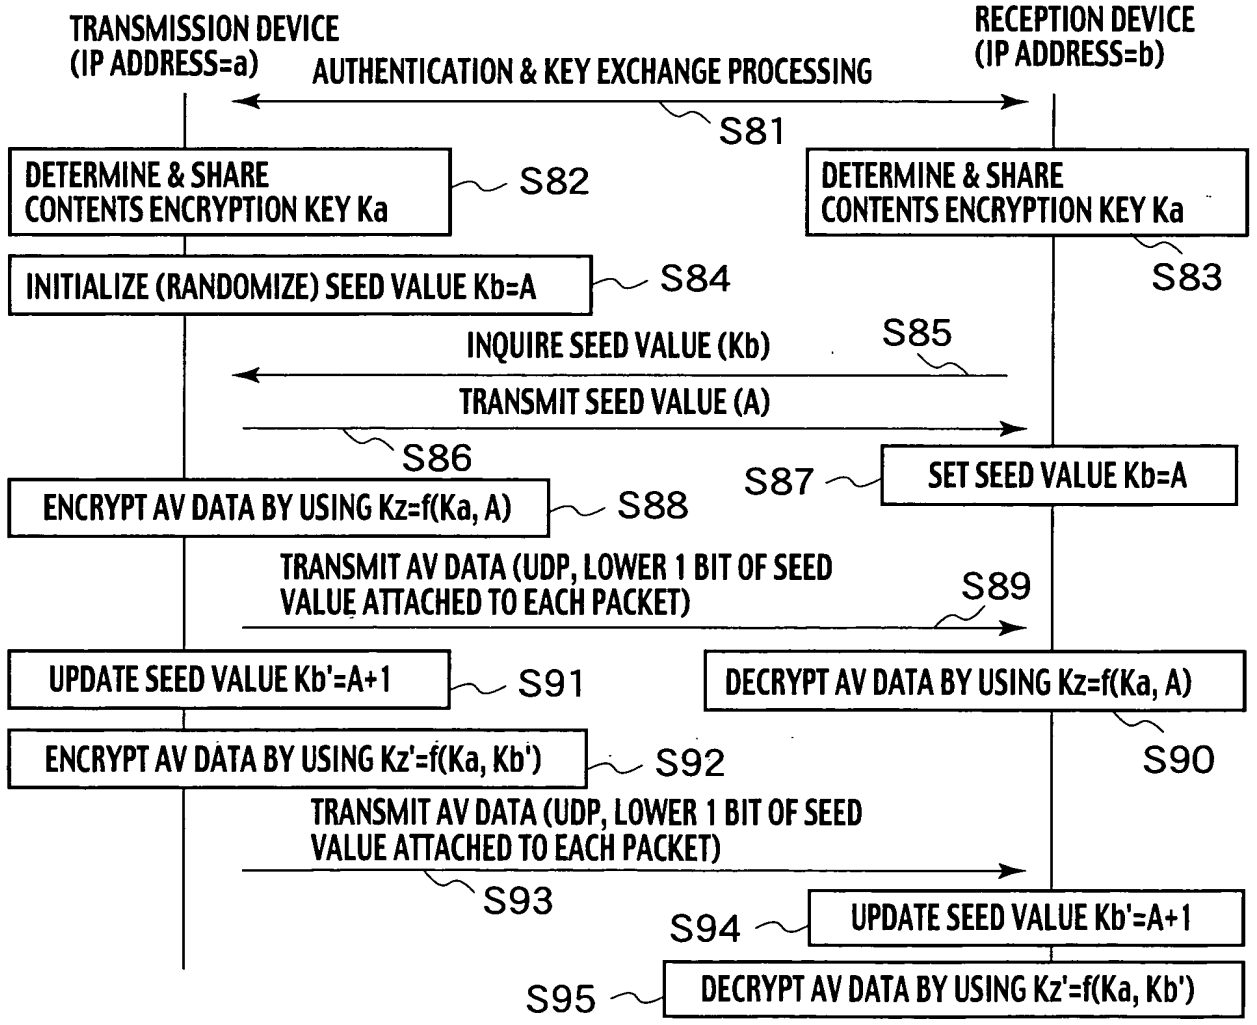 TRANSMISSION DEVICE
(IP ADDRESS=a)
RECEPTION DEVICE
(IP ADDRESS=b)
AUTHENTICATION & KEY EXCHANGE PROCESSING
S81
DETERMINE & SHARE
CONTENTS ENCRYPTION KEY Ka
S82
DETERMINE & SHARE
CONTENTS ENCRYPTION KEY Ka
S83
INITIALIZE (RANDOMIZE) SEED VALUE Kb=A
S84
INQUIRE SEED VALUE (Kb)
S85
TRANSMIT SEED VALUE (A)
S86
S87
SET SEED VALUE Kb=A
ENCRYPT AV DATA BY USING Kz=f(Ka, A)
S88
TRANSMIT AV DATA (UDP, LOWER 1 BIT OF SEED
VALUE ATTACHED TO EACH PACKET)
S89
UPDATE SEED VALUE Kb'=A+1
S91
DECRYPT AV DATA BY USING Kz=f(Ka, A)
S90
ENCRYPT AV DATA BY USING Kz'=f(Ka, Kb')
S92
TRANSMIT AV DATA (UDP, LOWER 1 BIT OF SEED
VALUE ATTACHED TO EACH PACKET)
S93
S94
UPDATE SEED VALUE Kb'=A+1
S95
DECRYPT AV DATA BY USING Kz'=f(Ka, Kb')